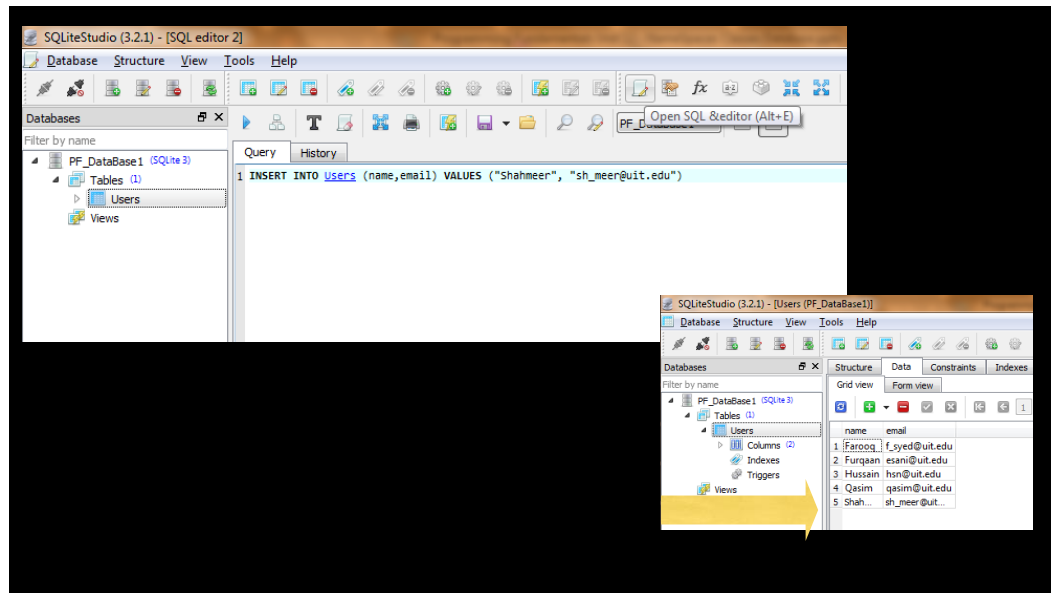 SQLiteStudio (3.2.1) - [SQL editor 2]
Database Structure View Tools Help
Open SQL &editor (Alt+E)
Databases
Filter by name
PF_DataBase1 (SQLite 3)
Tables (1)
Users
Views
Query History
1 INSERT INTO Users (name,email) VALUES ("Shahmeer", "sh_meer@uit.edu")
SQLiteStudio (3.2.1) - [Users (PF_DataBase1)]
Database Structure View Tools Help
Databases
Filter by name
PF_DataBase1 (SQLite 3)
Tables (1)
Users
Columns (2)
Indexes
Triggers
Views
Structure Data Constraints Indexes
Grid view Form view
1
name email
1 Farooq f_syed@uit.edu
2 Furqaan esani@uit.edu
3 Hussain hsn@uit.edu
4 Qasim qasim@uit.edu
5 Shah... sh_meer@uit...